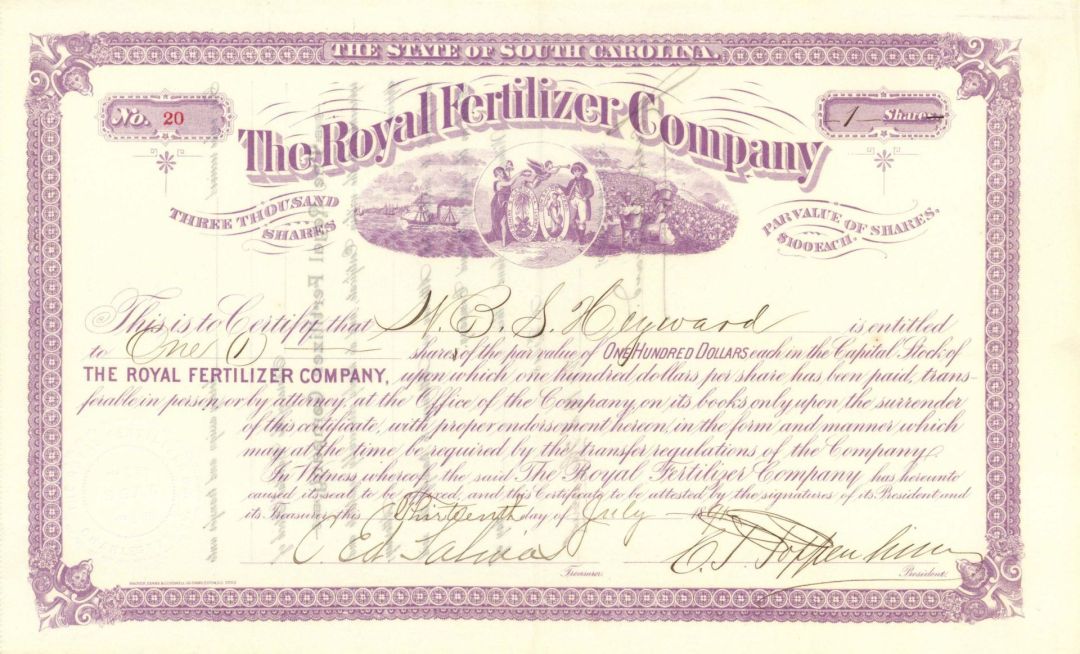 THE STATE OF SOUTH CAROLINA.
No. 20
1 Share
The Royal Fertilizer Company
THREE THOUSAND
SHARES
PAR VALUE OF SHARES,
$100 EACH.
This is to Certify that W. B. S. Heyward is entitled
to One (1) shares of the par value of ONE HUNDRED DOLLARS each in the Capital Stock of
THE ROYAL FERTILIZER COMPANY, upon which one hundred dollars per share has been paid, trans-
ferable in person or by attorney, at the Office of the Company, on its books only upon the surrender
of this certificate, with proper endorsement hereon, in the form and manner which
may at the time be required by the transfer regulations of the Company.
In Witness whereof, the said The Royal Fertilizer Company has hereunto
caused its seal to be affixed, and this Certificate to be attested by the signatures of its President and
its Treasurer, this Thirteenth day of July 189
Treasurer.
President.